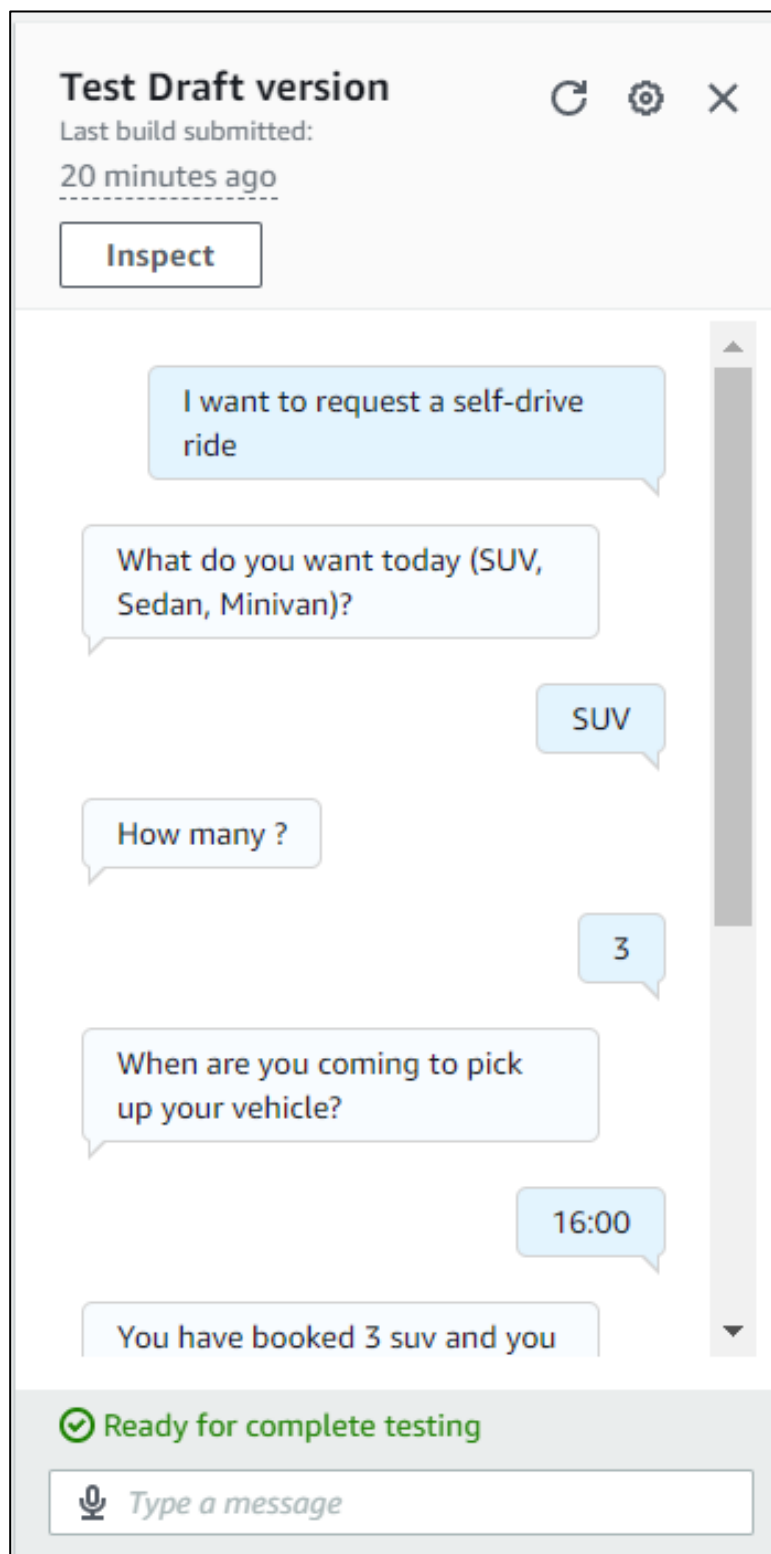 Test Draft version
Last build submitted:
20 minutes ago
Inspect
I want to request a self-drive
ride
What do you want today (SUV,
Sedan, Minivan)?
SUV
How many ?
3
When are you coming to pick
up your vehicle?
16:00
You have booked 3 suv and you
Ready for complete testing
Type a message